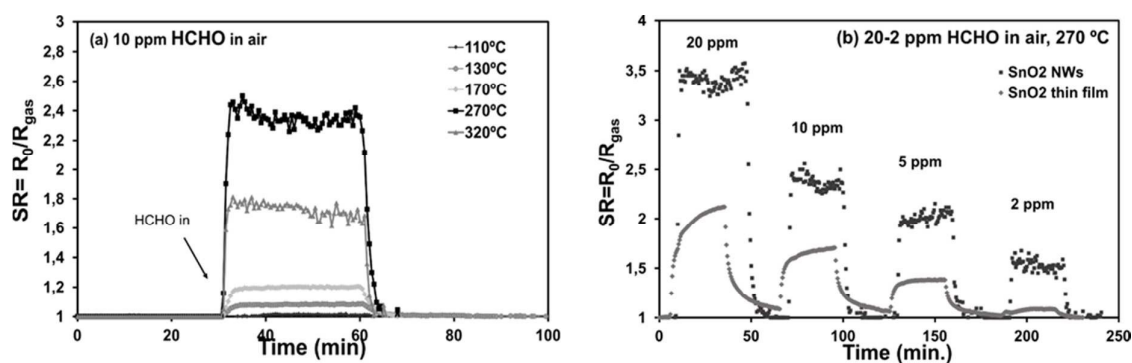 (a) 10 ppm HCHO in air
3
2,8
2,6
2,4
2,2
2
1,8
1,6
1,4
1,2
1
SR= R0/Rgas
110ºC
130ºC
170ºC
270ºC
320ºC
HCHO in
0 20 40 60 80 100
Time (min)
(b) 20-2 ppm HCHO in air, 270 ºC
4
3,5
3
2,5
2
1,5
1
SR=R0/Rgas
20 ppm
SnO2 NWs
SnO2 thin film
10 ppm
5 ppm
2 ppm
0 50 100 150 200 250
Time (min.)